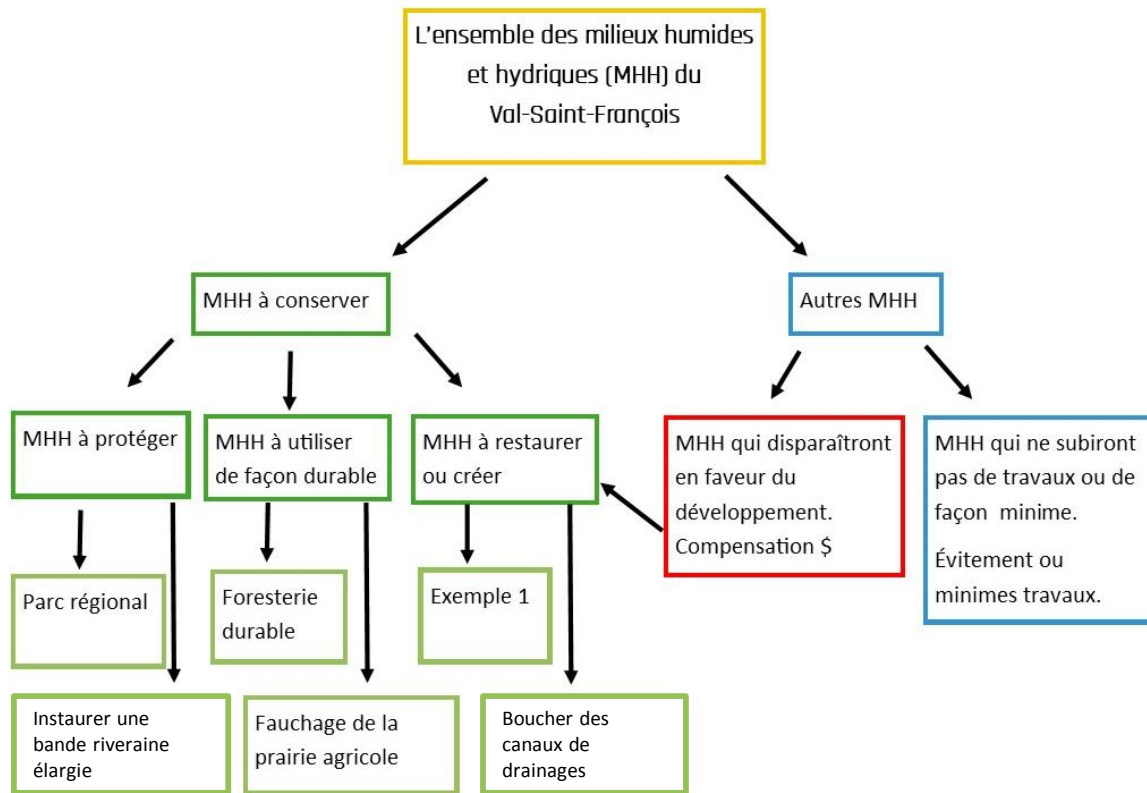 L'ensemble des milieux humides
et hydriques (MHH) du
Val-Saint-François
MHH à conserver
Autres MHH
MHH à protéger
MHH à utiliser
de façon durable
MHH à restaurer
ou créer
MHH qui disparaîtront
en faveur du
développement.
Compensation $
MHH qui ne subiront
pas de travaux ou de
façon minime.
Évitement ou
minimes travaux.
Parc régional
Foresterie
durable
Exemple 1
Instaurer une
bande riveraine
élargie
Fauchage de la
prairie agricole
Boucher des
canaux de
drainages